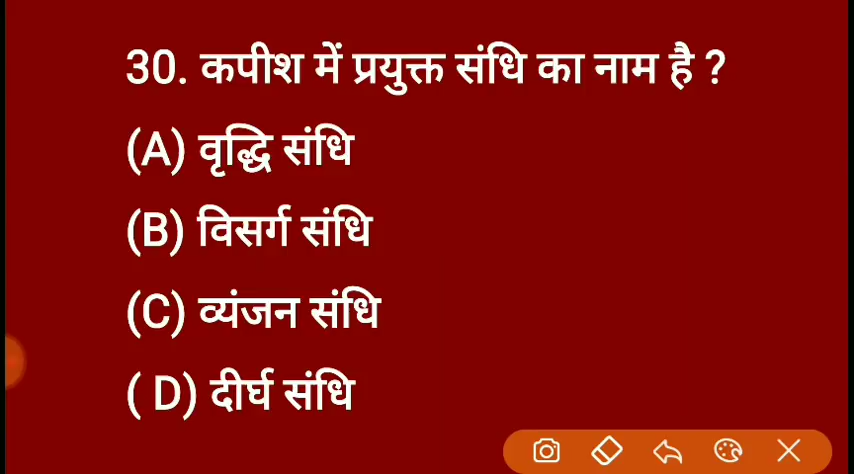 30. कपीश में प्रयुक्त संधि का नाम है ?
(A) वृद्धि संधि
(B) विसर्ग संधि
(C) व्यंजन संधि
( D) दीर्घ संधि